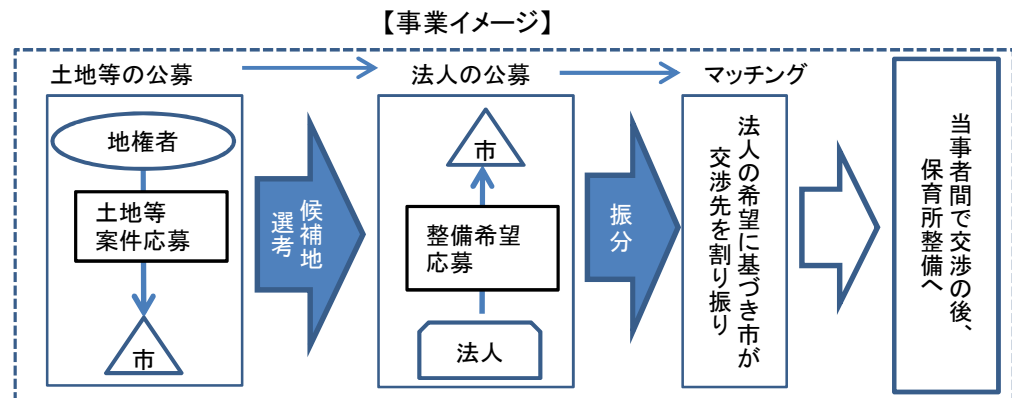 【事業イメージ】
土地等の公募
法人の公募
マッチング
地権者
土地等
案件応募
市
候補地
選考
市
整備希望
応募
法人
振分
法人の希望に基づき市が
交渉先を割り振り
当事者間で交渉の後、
保育所整備へ